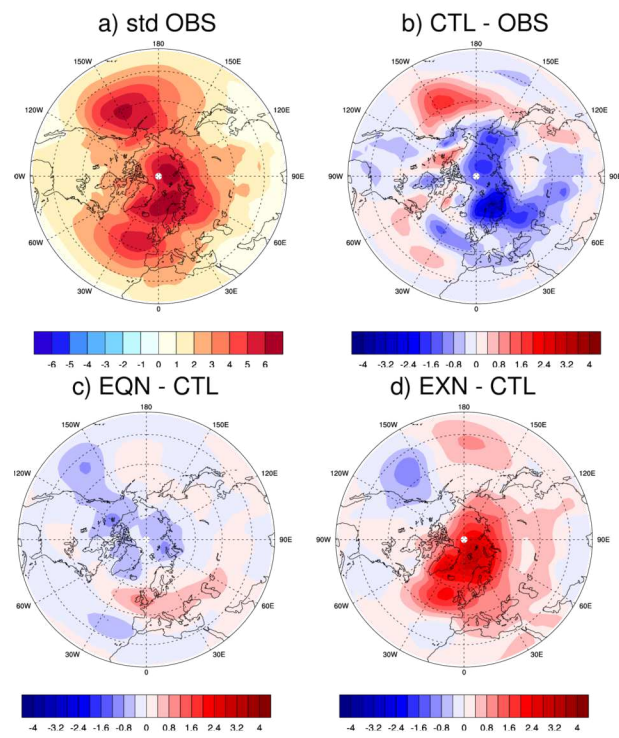 a) std OBS
b) CTL - OBS
180 180
150W 150E 150W 150E
120W 120E 120W 120E
0W 90E 90W 90E
60W 60E 60W 60E
30W 30E 30W 30E
0 0
-6 -5 -4 -3 -2 -1 0 1 2 3 4 5 6
-4 -3.2 -2.4 -1.6 -0.8 0 0.8 1.6 2.4 3.2 4
c) EQN - CTL
d) EXN - CTL
180 180
150W 150E 150W 150E
120W 120E 120W 120E
90W 90E 90W 90E
60W 60E 60W 60E
30W 30E 30W 30E
0 0
-4 -3.2 -2.4 -1.6 -0.8 0 0.8 1.6 2.4 3.2 4
-4 -3.2 -2.4 -1.6 -0.8 0 0.8 1.6 2.4 3.2 4